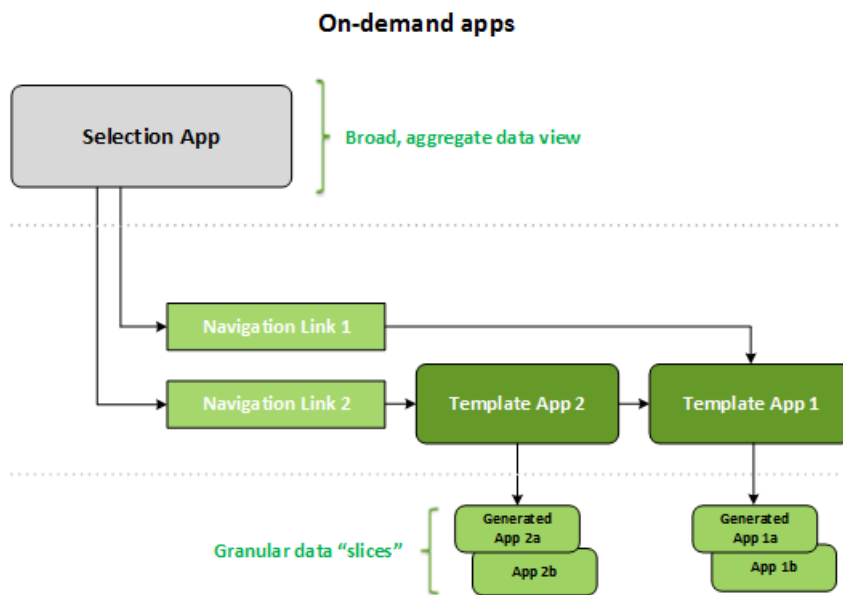 On-demand apps
Selection App
Broad, aggregate data view
Navigation Link 1
Navigation Link 2
Template App 2
Template App 1
Granular data “slices”
Generated
App 2a
App 2b
Generated
App 1a
App 1b